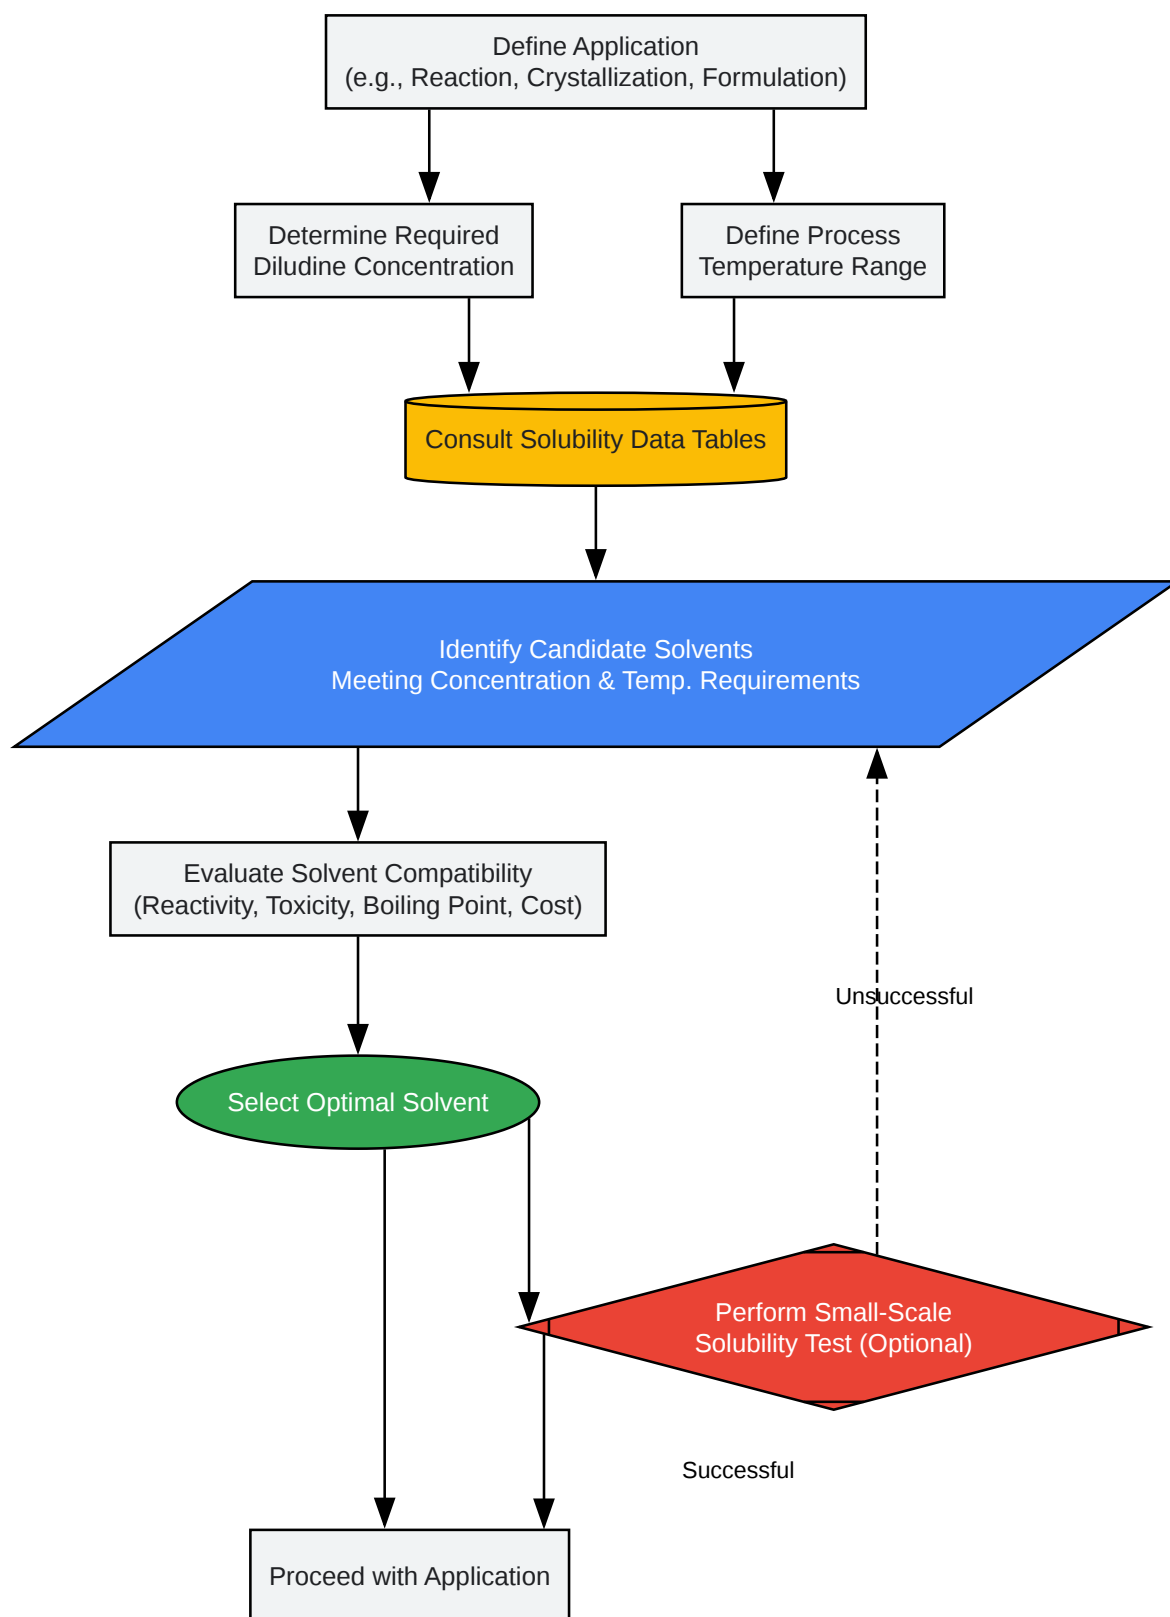 Define Application
(e.g., Reaction, Crystallization, Formulation)
Determine Required
Diludine Concentration
Define Process
Temperature Range
Consult Solubility Data Tables
Identify Candidate Solvents
Meeting Concentration & Temp. Requirements
Evaluate Solvent Compatibility
(Reactivity, Toxicity, Boiling Point, Cost)
Unsuccessful
Select Optimal Solvent
Perform Small-Scale
Solubility Test (Optional)
Successful
Proceed with Application